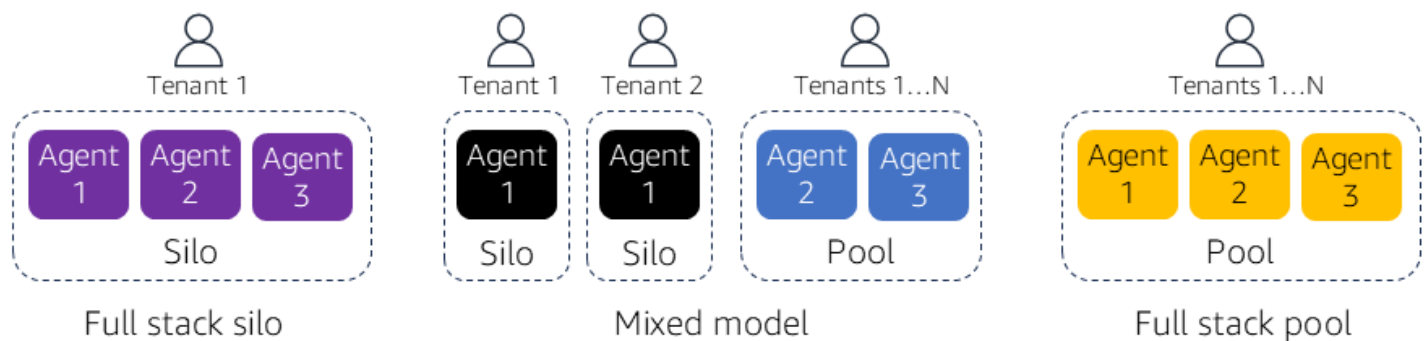 Tenant 1
Agent
1
Agent
2
Agent
3
Silo
Full stack silo
Tenant 1
Agent
1
Silo
Tenant 2
Agent
1
Silo
Tenants 1...N
Agent
2
Agent
3
Pool
Mixed model
Tenants 1...N
Agent
1
Agent
2
Agent
3
Pool
Full stack pool